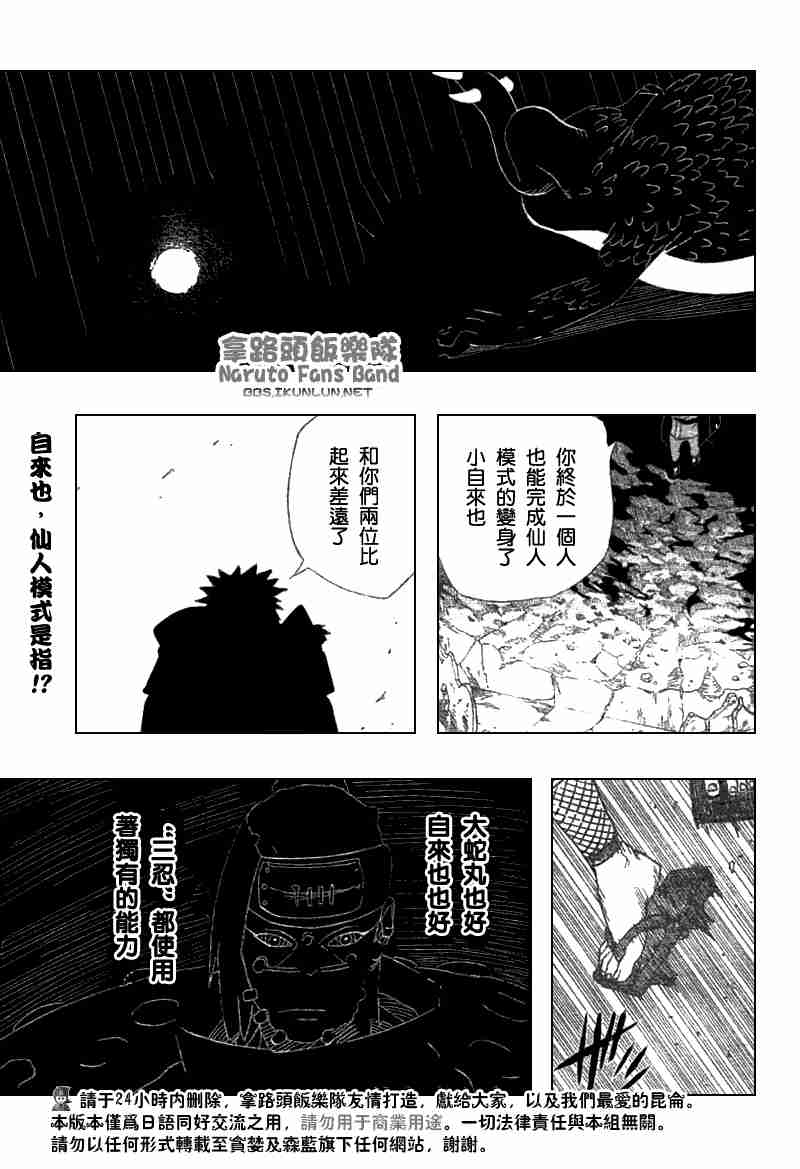 拿路頭飯樂隊
Naruto Fans Band
BBS.IKUNLUN.NET
你終於一個人
也能完成仙人
模式的變身了
小自來也
和你們兩位比
起來差遠了
自來也，仙人模式是指!?
大蛇丸也好
自來也也好
“三忍”都使用
著獨有的能力
請于24小時内删除，拿路頭飯樂隊友情打造，獻給大家，以及我們最愛的昆侖。
本版本僅爲日語同好交流之用，請勿用于商業用途。一切法律責任與本組無關。
請勿以任何形式轉載至貪婪及森藍旗下任何網站，謝謝。